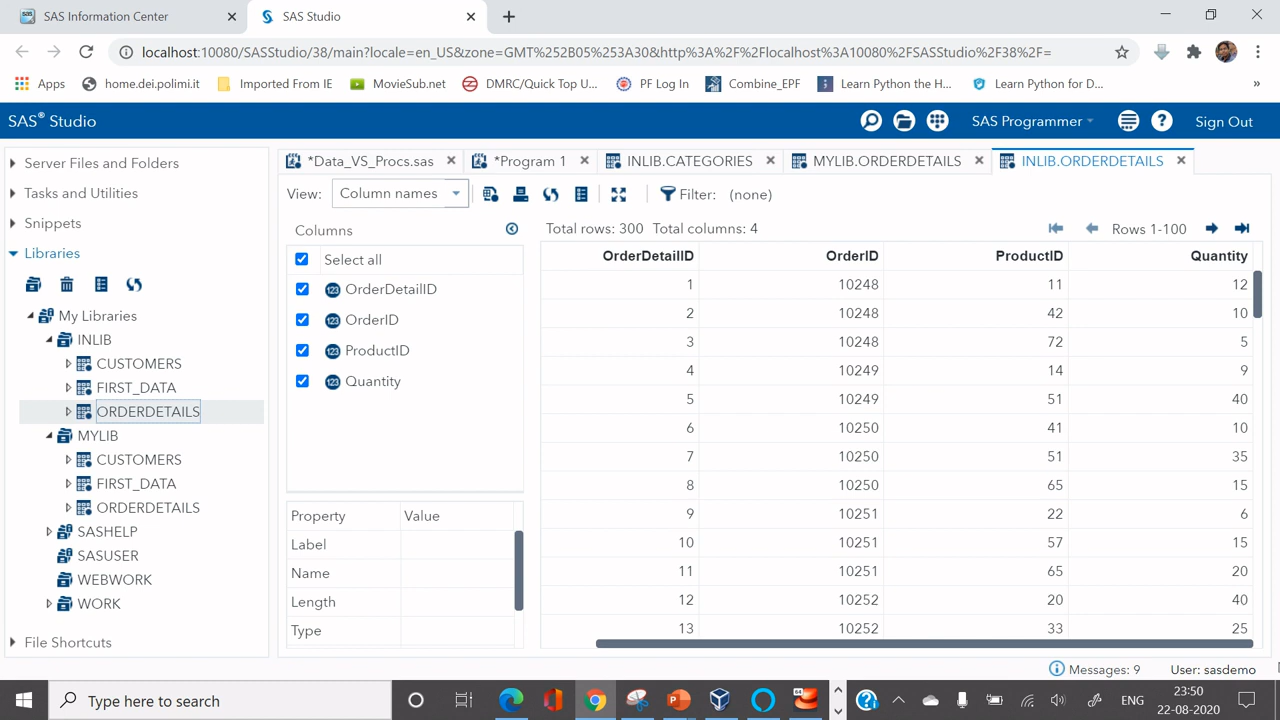 SAS Information Center
SAS Studio
localhost:10080/SASStudio/38/main?locale=en_US&zone=GMT%252B05%253A30&http%3A%2F%2Flocalhost%3A10080%2FSASStudio%2F38%2F=
Apps home.dei.polimi.it Imported From IE MovieSub.net DMRC/Quick Top U... PF Log In Combine_EPF Learn Python the H... Learn Python for D... »
SAS® Studio
SAS Programmer
Sign Out
Server Files and Folders
Tasks and Utilities
Snippets
Libraries
My Libraries
INLIB
CUSTOMERS
FIRST_DATA
ORDERDETAILS
MYLIB
CUSTOMERS
FIRST_DATA
ORDERDETAILS
SASHELP
SASUSER
WEBWORK
WORK
File Shortcuts
*Data_VS_Procs.sas *Program 1 INLIB.CATEGORIES MYLIB.ORDERDETAILS INLIB.ORDERDETAILS
View: Column names Filter: (none)
Columns
Select all
123 OrderDetailID
123 OrderID
123 ProductID
123 Quantity
Property Value
Label
Name
Length
Type
Total rows: 300 Total columns: 4 Rows 1-100
OrderDetailID OrderID ProductID Quantity
1 10248 11 12
2 10248 42 10
3 10248 72 5
4 10249 14 9
5 10249 51 40
6 10250 41 10
7 10250 51 35
8 10250 65 15
9 10251 22 6
10 10251 57 15
11 10251 65 20
12 10252 20 40
13 10252 33 25
Messages: 9 User: sasdemo
Type here to search
ENG
23:50
22-08-2020